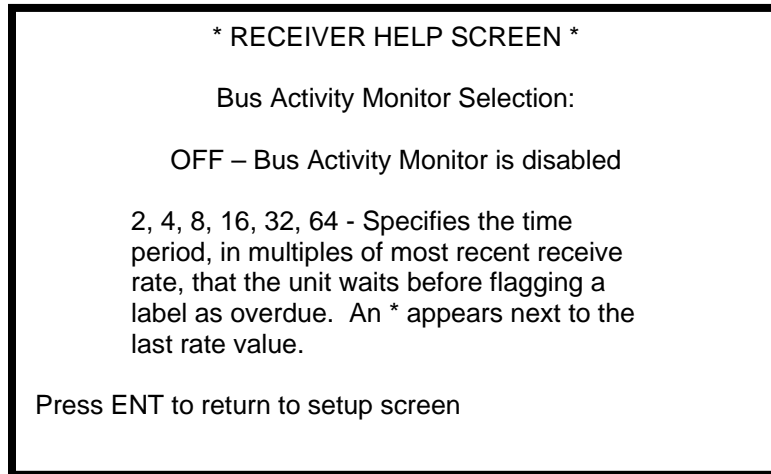 * RECEIVER HELP SCREEN *
Bus Activity Monitor Selection:
OFF – Bus Activity Monitor is disabled
2, 4, 8, 16, 32, 64 - Specifies the time
period, in multiples of most recent receive
rate, that the unit waits before flagging a
label as overdue.  An * appears next to the
last rate value.
Press ENT to return to setup screen